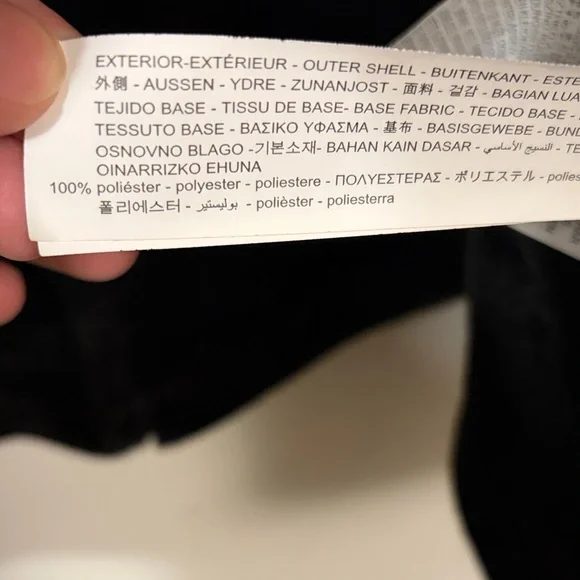 EXTERIOR-EXTÉRIEUR - OUTER SHELL - BUITENKANT - ESTE
外側 - AUSSEN - YDRE - ZUNANJOST - 面料 - 겉감 - BAGIAN LUA
TEJIDO BASE - TISSU DE BASE- BASE FABRIC - TECIDO BASE -
TESSUTO BASE - ΒΑΣΙΚΟ ΥΦΑΣΜΑ - 基布 - BASISGEWEBE - BUND
OSNOVNO BLAGO -기본소재- BAHAN KAIN DASAR - النسيج الأساسي - TE
OINARRIZKO EHUNA
100% poliéster - polyester - poliestere - ΠΟΛΥΕΣΤΕΡΑΣ - ポリエステル - polies
폴리에스터 - بوليستير - polièster - poliesterra